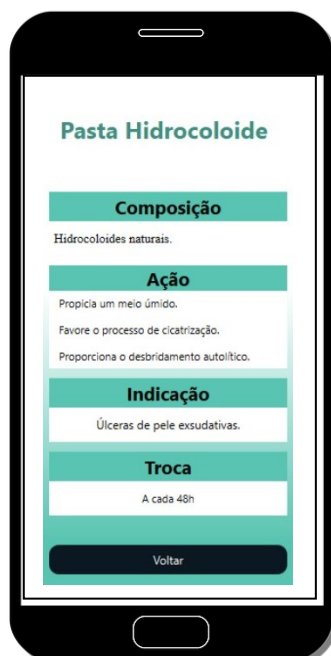 Pasta Hidrocoloide
Composição
Hidrocoloides naturais.
Ação
Propicia um meio úmido.
Favore o processo de cicatrização.
Proporciona o desbridamento autolítico.
Indicação
Úlceras de pele exsudativas.
Troca
A cada 48h
Voltar